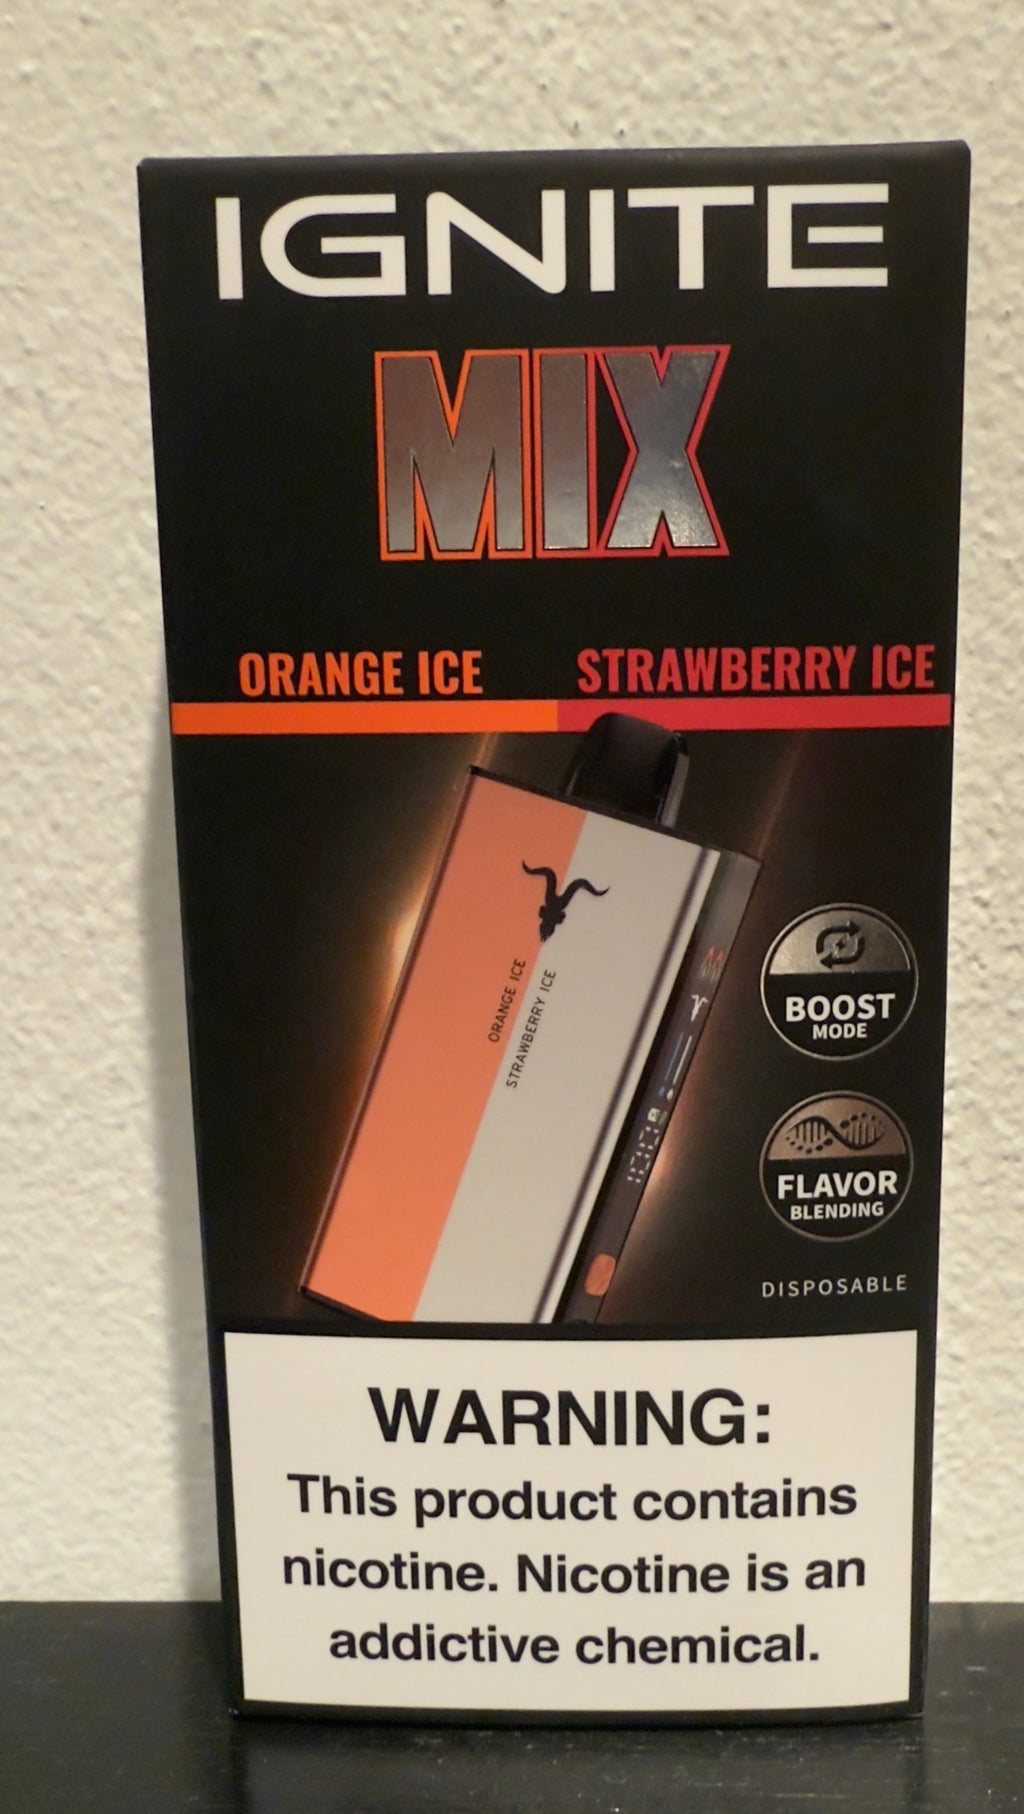 IGNITE
MIX
ORANGE ICE STRAWBERRY ICE
ORANGE ICE
STRAWBERRY ICE
BOOST
MODE
FLAVOR
BLENDING
DISPOSABLE
WARNING:
This product contains
nicotine. Nicotine is an
addictive chemical.